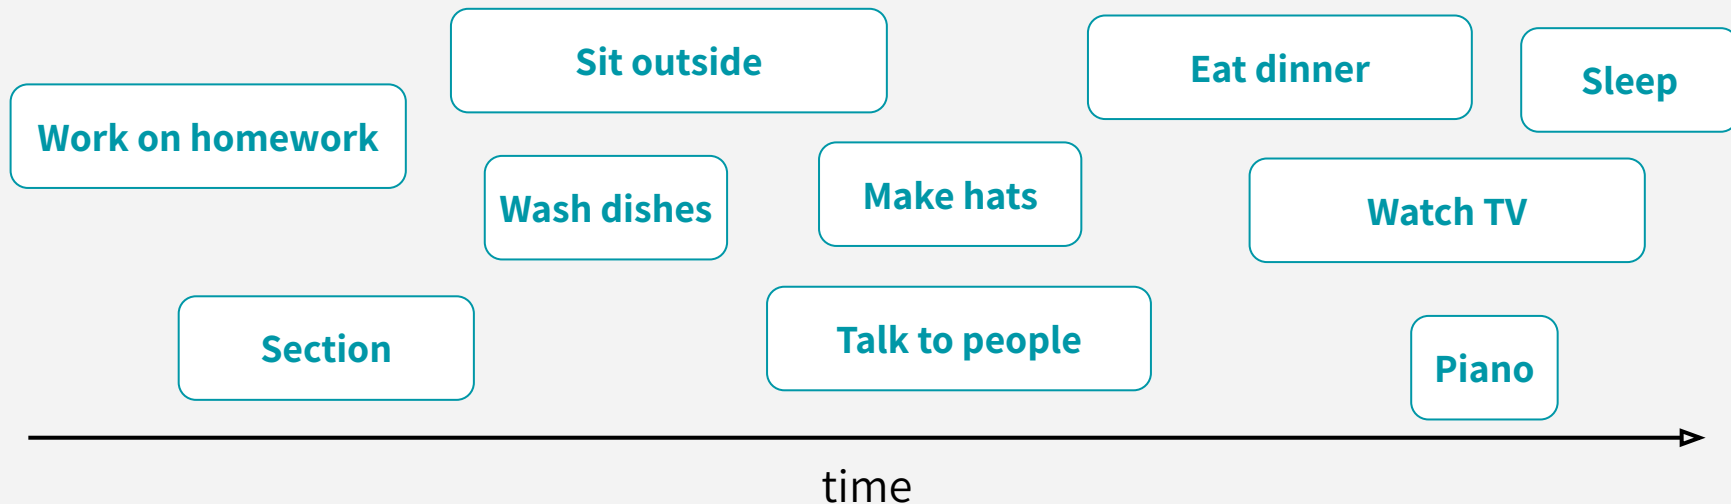 Sit outside
Eat dinner
Sleep
Work on homework
Wash dishes
Make hats
Watch TV
Section
Talk to people
Piano
time